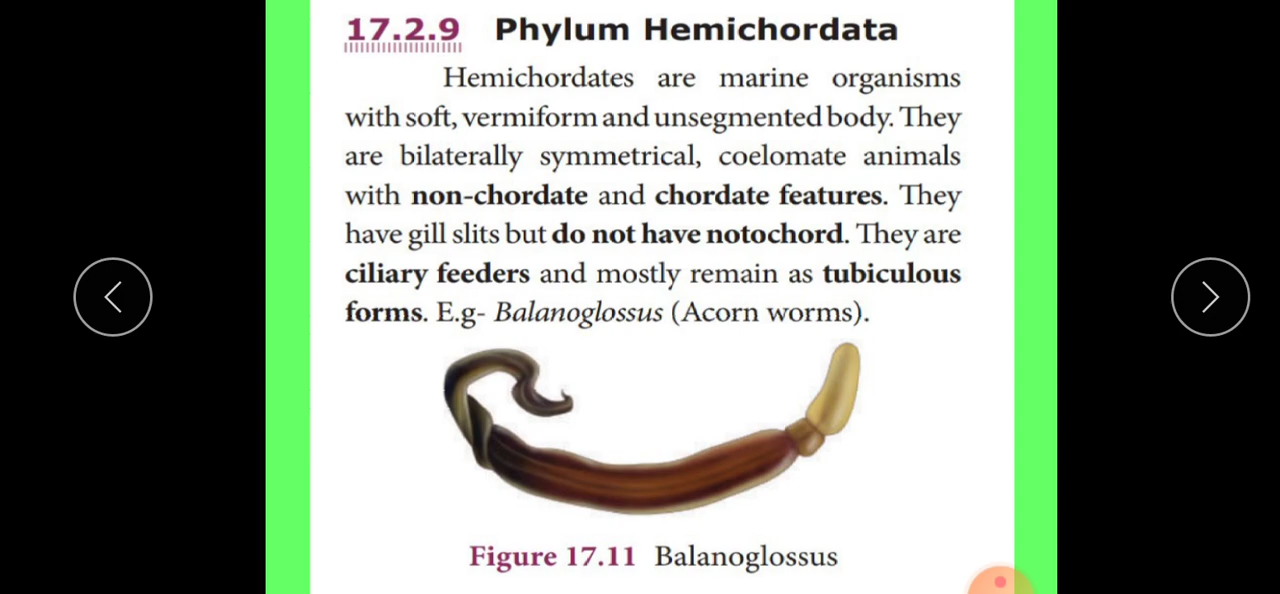 17.2.9 Phylum Hemichordata
Hemichordates are marine organisms
with soft, vermiform and unsegmented body. They
are bilaterally symmetrical, coelomate animals
with non-chordate and chordate features. They
have gill slits but do not have notochord. They are
ciliary feeders and mostly remain as tubiculous
forms. E.g- Balanoglossus (Acorn worms).
Figure 17.11 Balanoglossus